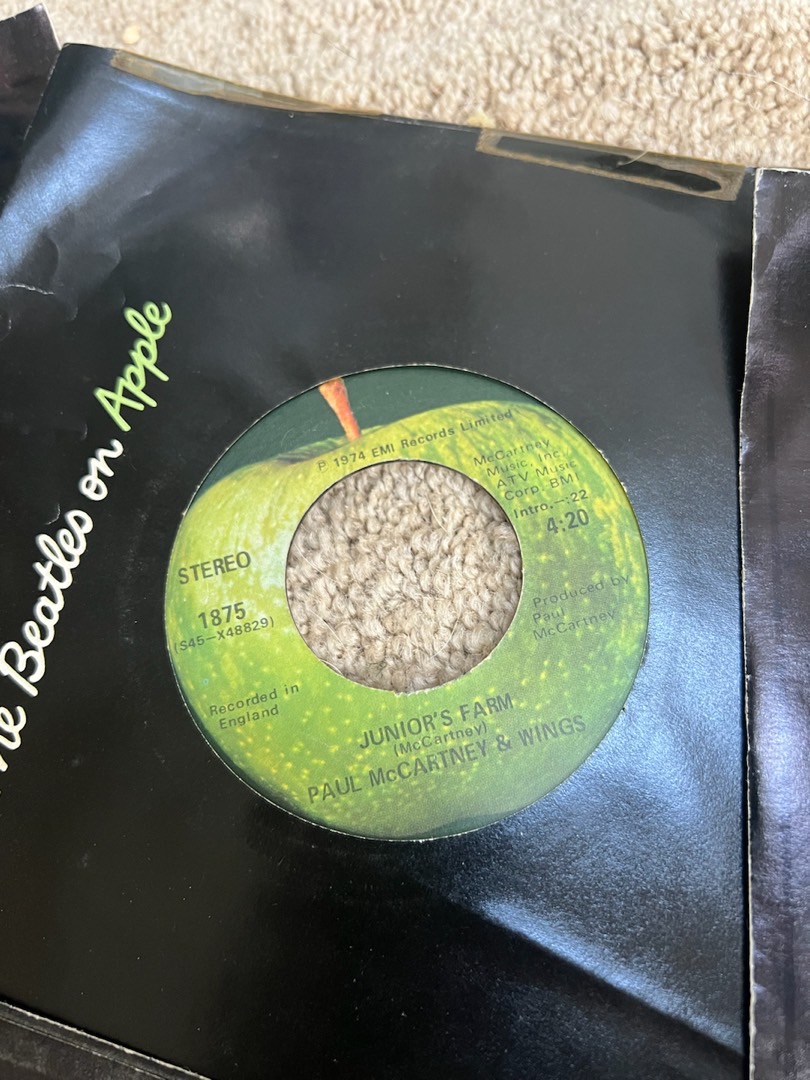 Beatles on Apple
℗ 1974 EMI Records Limited
McCartney
Music, Inc.
ATV Music
Corp.-BMI
Intro.-:22
4:20
STEREO
1875
(S45-X48829)
Produced by
Paul
McCartney
Recorded in
England
JUNIOR'S FARM
(McCartney)
PAUL McCARTNEY & WINGS